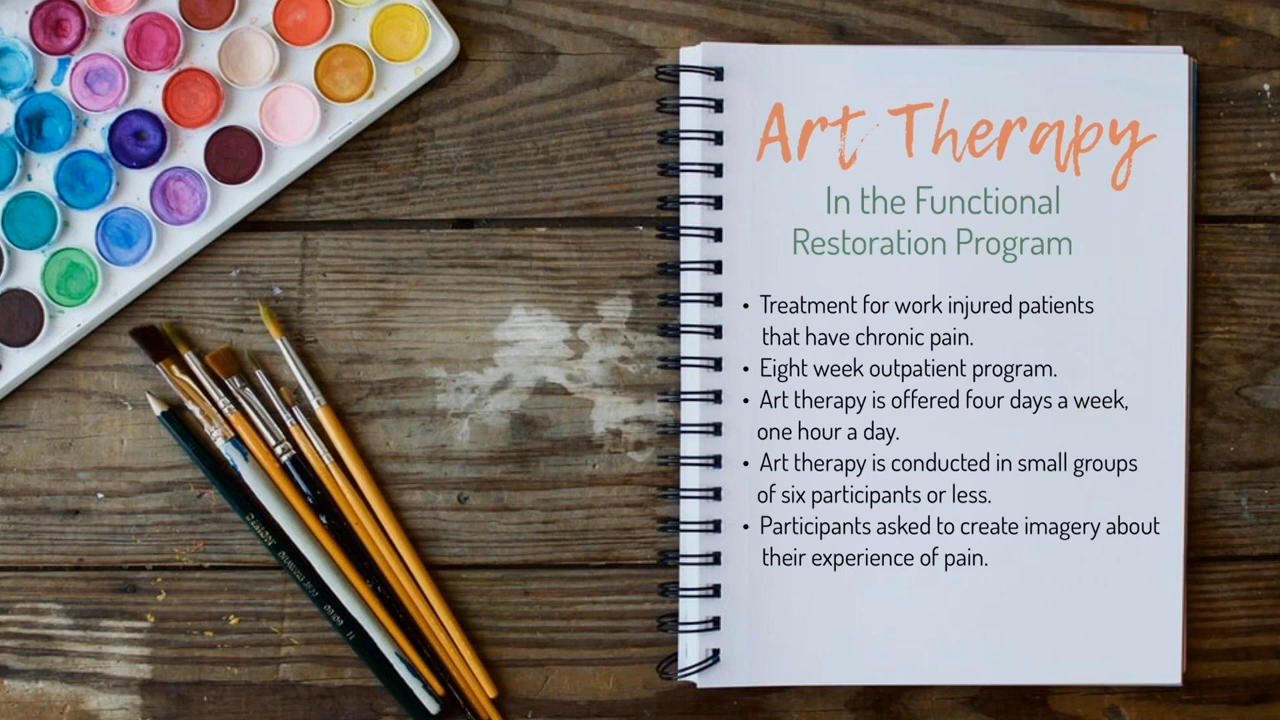 Art Therapy
In the Functional
Restoration Program
• Treatment for work injured patients
that have chronic pain.
• Eight week outpatient program.
• Art therapy is offered four days a week,
one hour a day.
• Art therapy is conducted in small groups
of six participants or less.
• Participants asked to create imagery about
their experience of pain.